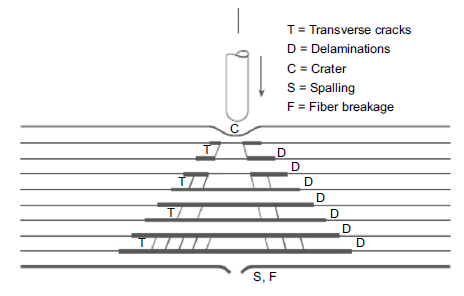 T = Transverse cracks
D = Delaminations
C = Crater
S = Spalling
F = Fiber breakage
C
T
D
D
T
D
D
T
D
D
T
D
S, F